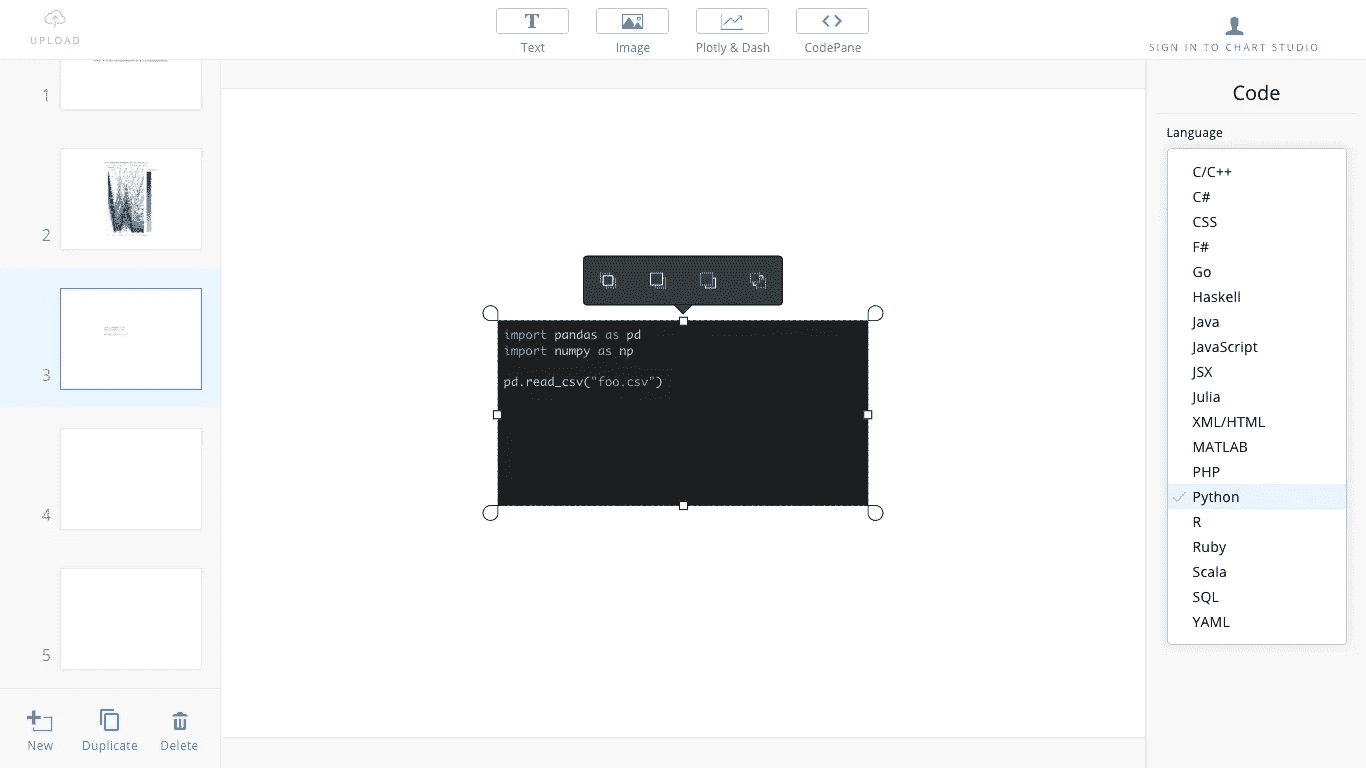 UPLOAD
Text
Image
Plotly & Dash
CodePane
SIGN IN TO CHART STUDIO
1
2
3
4
5
New
Duplicate
Delete
import pandas as pd
import numpy as np
pd.read_csv("foo.csv")
Code
Language
C/C++
C#
CSS
F#
Go
Haskell
Java
JavaScript
JSX
Julia
XML/HTML
MATLAB
PHP
Python
R
Ruby
Scala
SQL
YAML